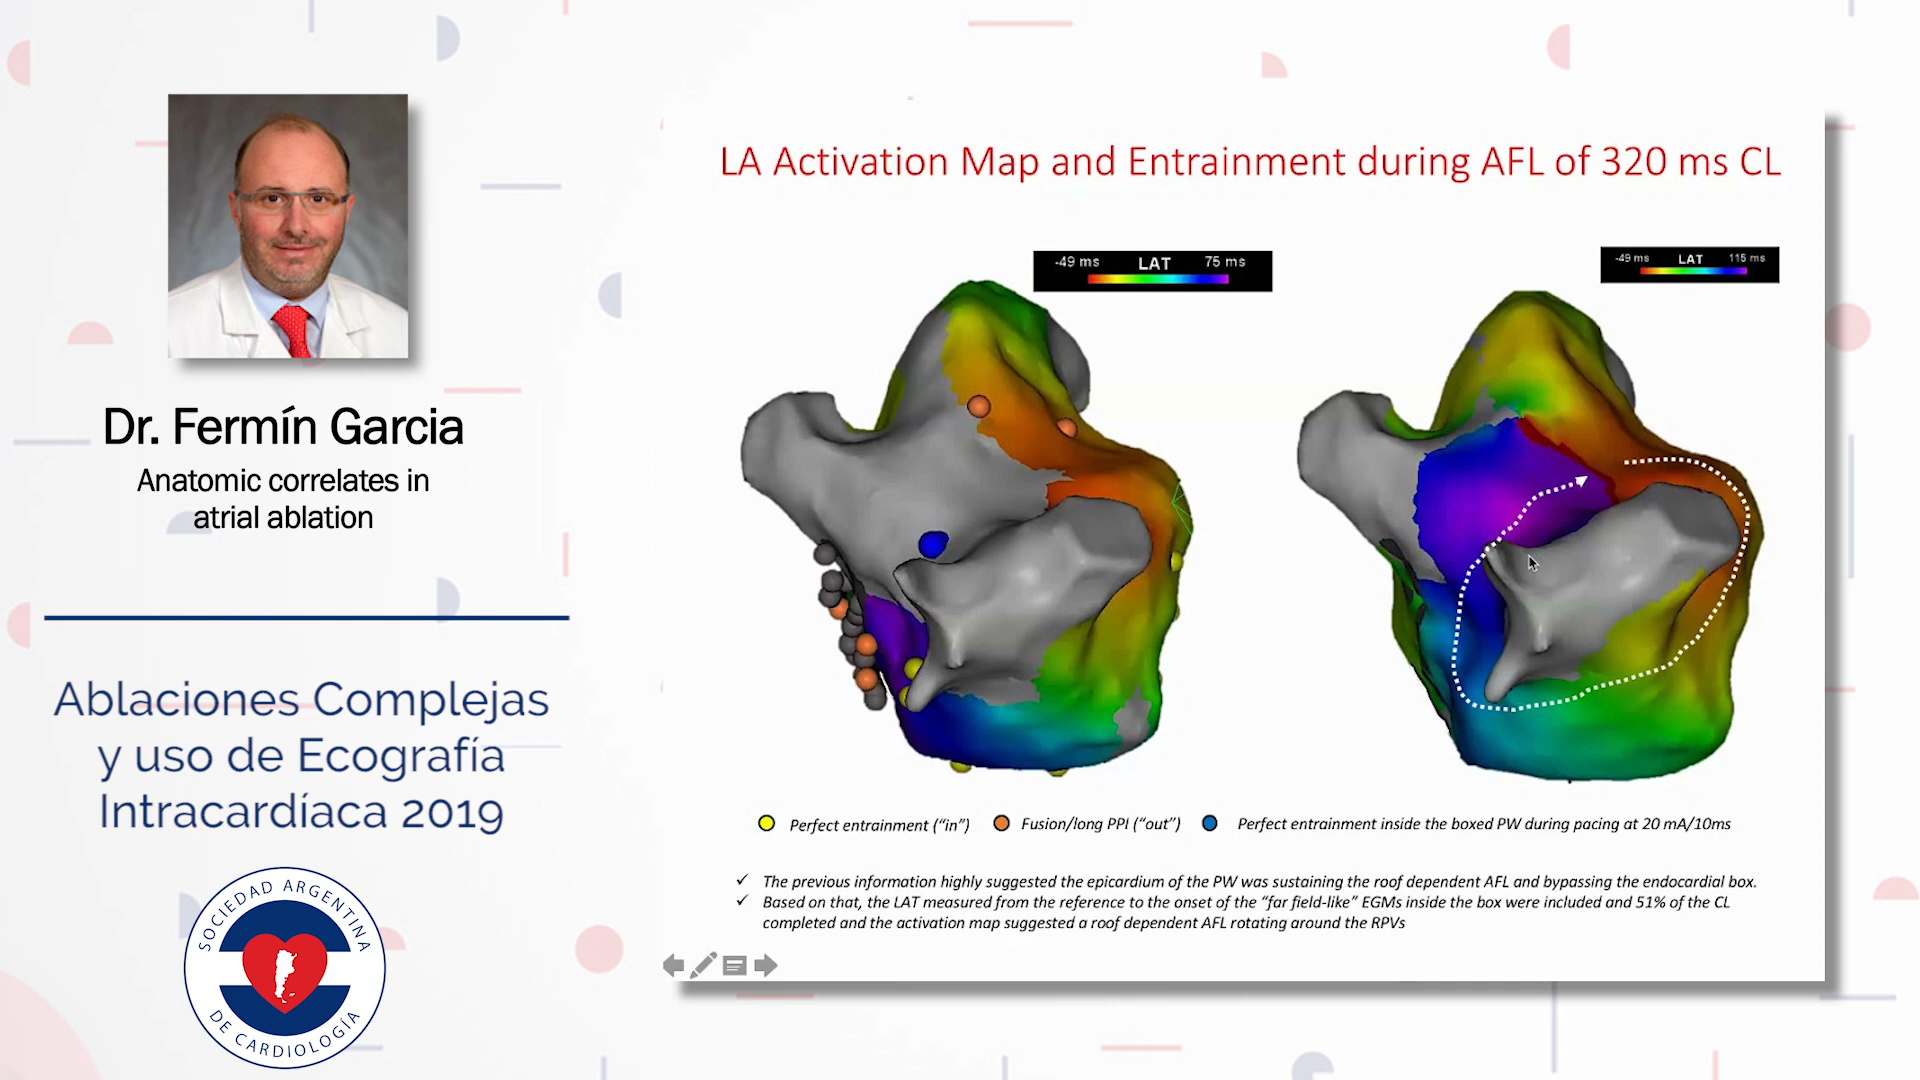 Dr. Fermín Garcia
Anatomic correlates in
atrial ablation
Ablaciones Complejas
y uso de Ecografía
Intracardíaca 2019
SOCIEDAD ARGENTINA
DE CARDIOLOGÍA
LA Activation Map and Entrainment during AFL of 320 ms CL
-49 ms LAT 75 ms
-49 ms LAT 115 ms
Perfect entrainment (“in”) Fusion/long PPI (“out”) Perfect entrainment inside the boxed PW during pacing at 20 mA/10ms
✓ The previous information highly suggested the epicardium of the PW was sustaining the roof dependent AFL and bypassing the endocardial box.
✓ Based on that, the LAT measured from the reference to the onset of the “far field-like” EGMs inside the box were included and 51% of the CL
completed and the activation map suggested a roof dependent AFL rotating around the RPVs